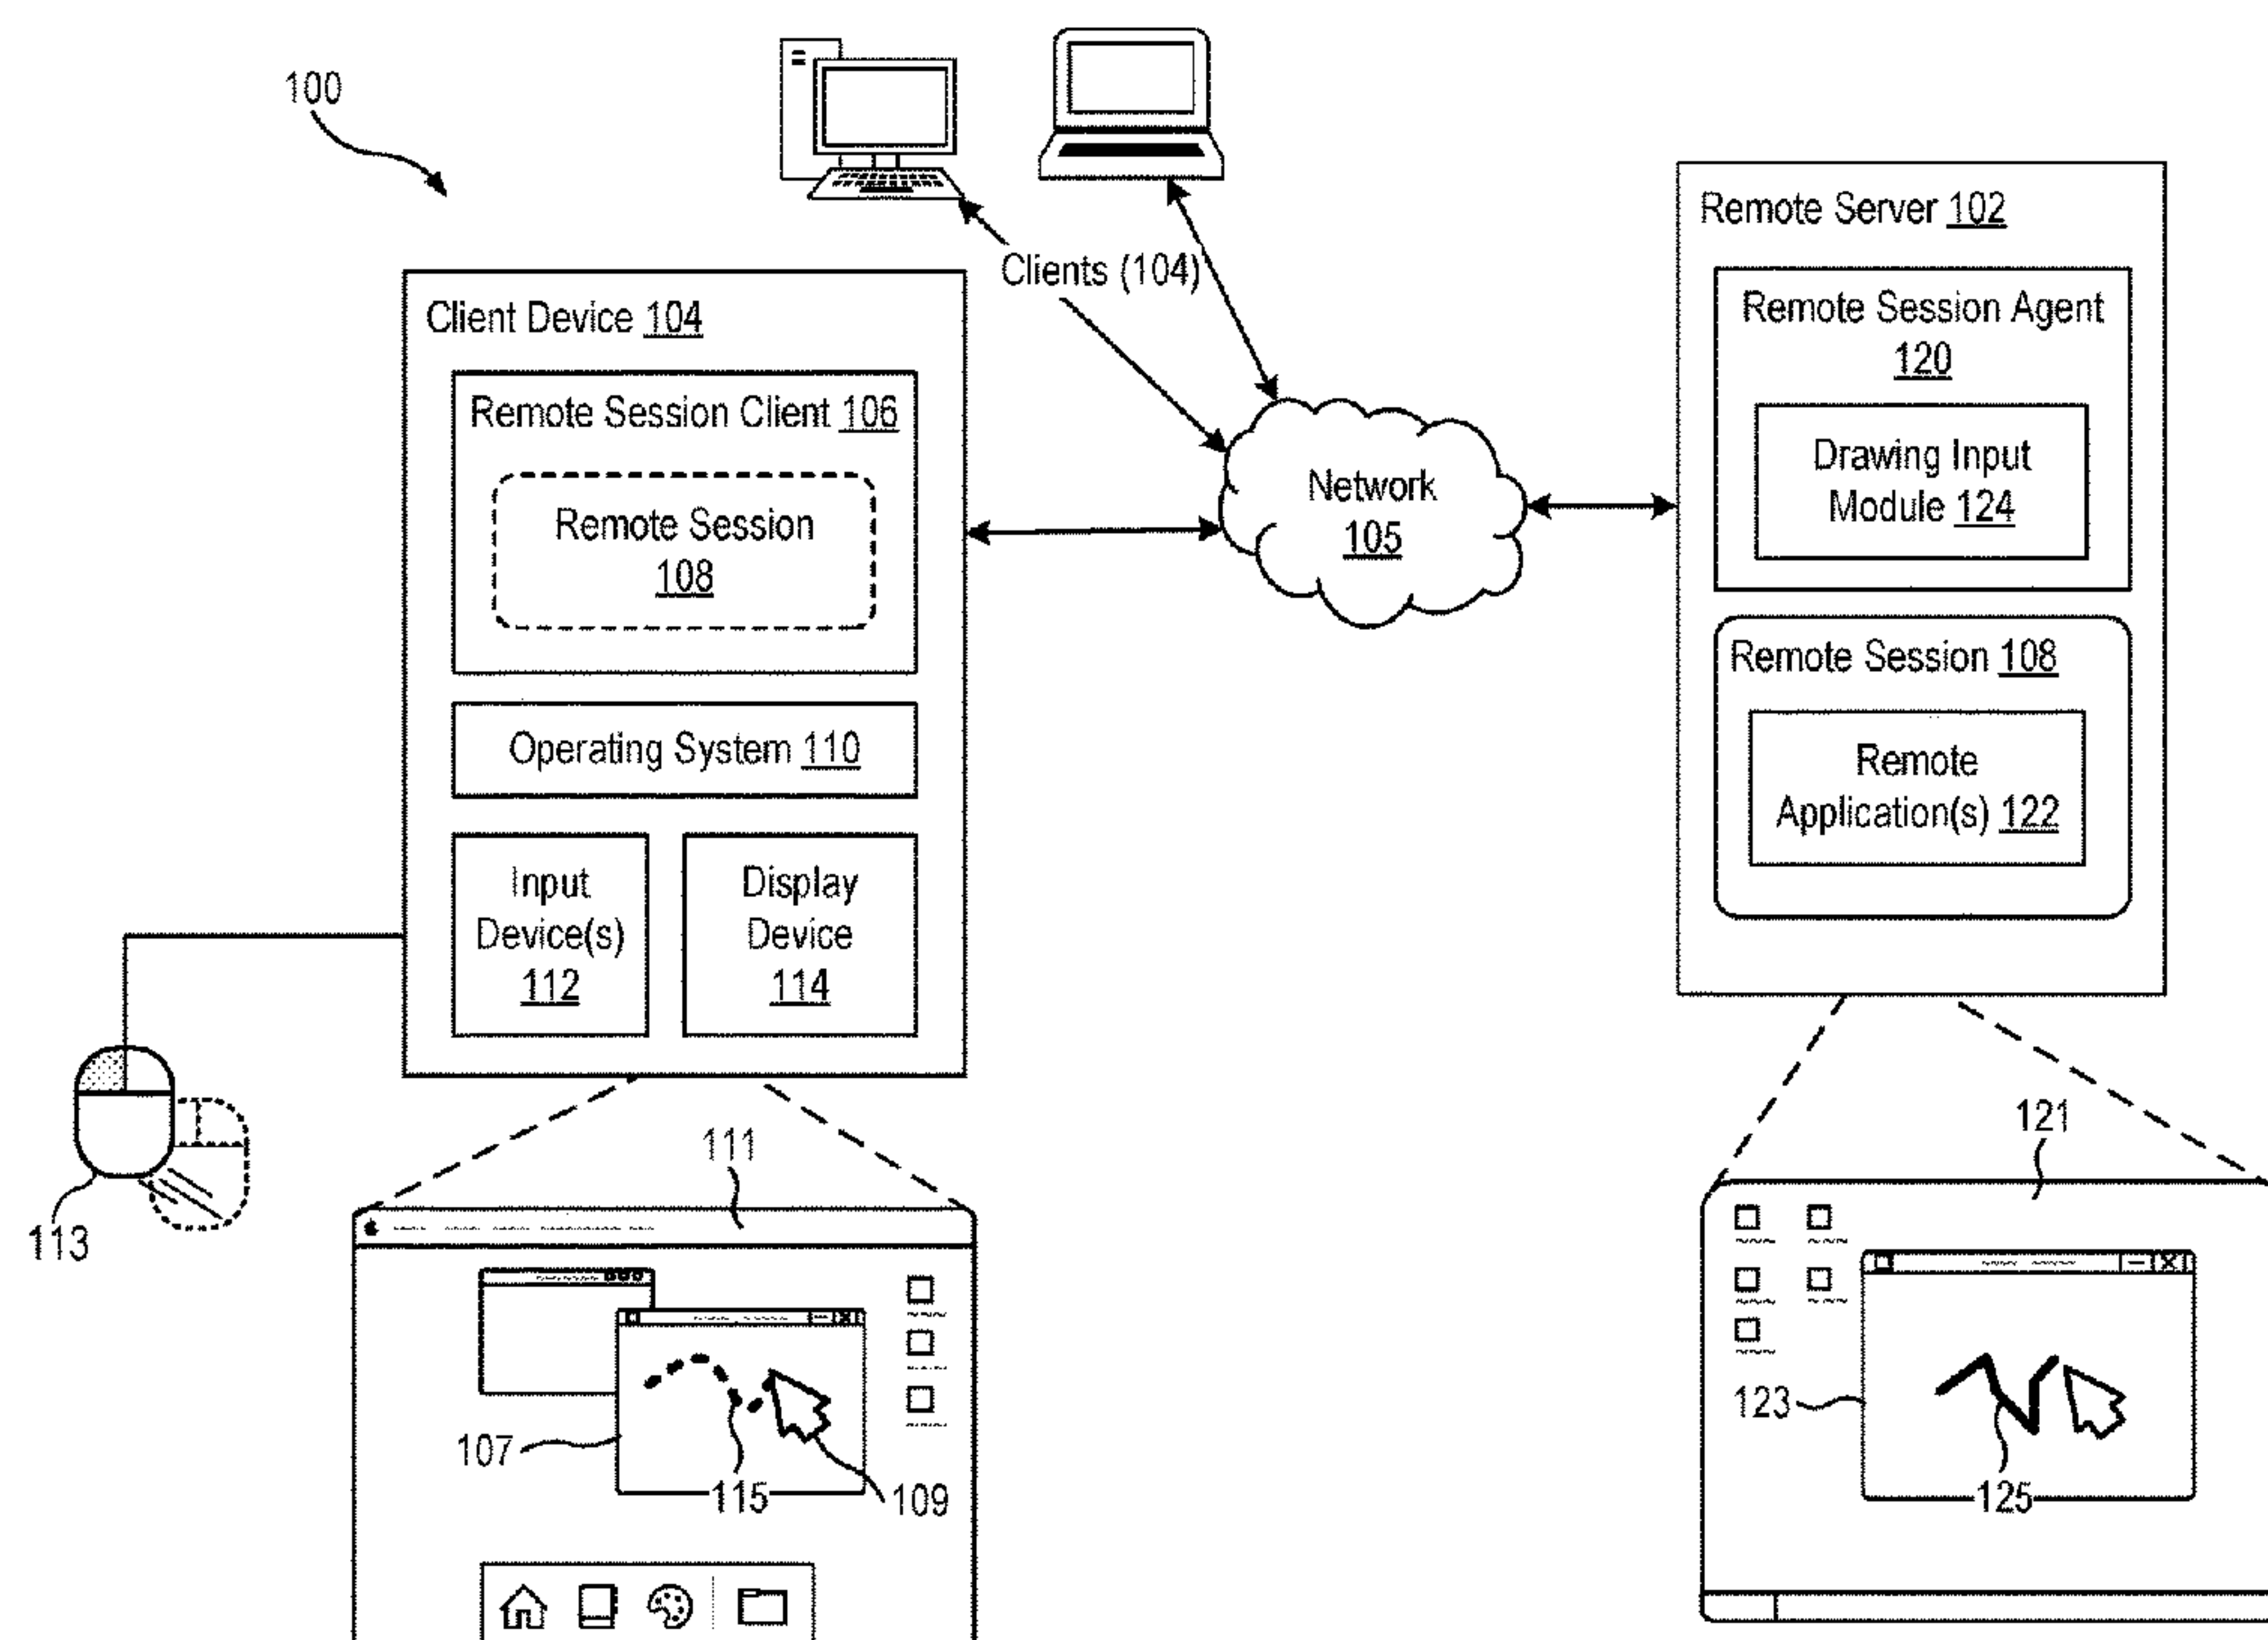 100
Clients (104)
Client Device 104
Remote Session Client 106
Remote Session
108
Operating System 110
Input
Device(s)
112
Display
Device
114
Network
105
Remote Server 102
Remote Session Agent
120
Drawing Input
Module 124
Remote Session 108
Remote
Application(s) 122
113
111
107
115
109
121
123
125